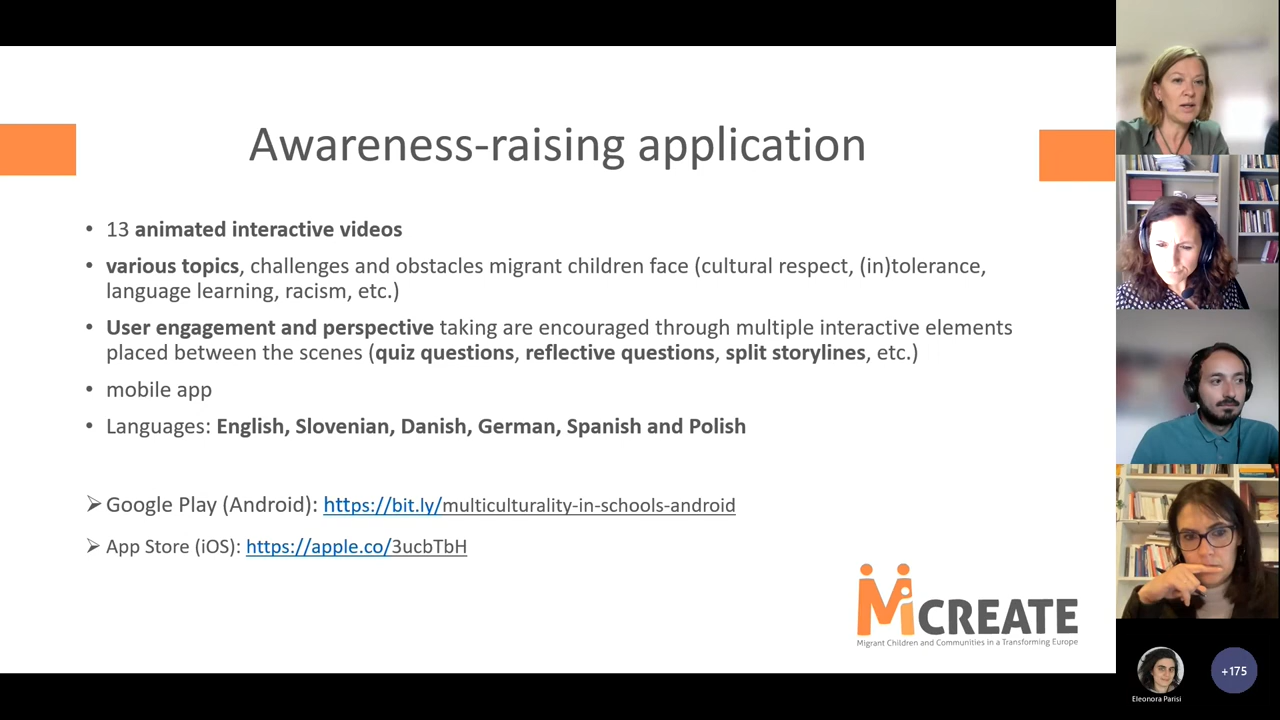 Awareness-raising application
• 13 animated interactive videos
• various topics, challenges and obstacles migrant children face (cultural respect, (in)tolerance,
language learning, racism, etc.)
• User engagement and perspective taking are encouraged through multiple interactive elements
placed between the scenes (quiz questions, reflective questions, split storylines, etc.)
• mobile app
• Languages: English, Slovenian, Danish, German, Spanish and Polish
➢ Google Play (Android): https://bit.ly/multiculturality-in-schools-android
➢ App Store (iOS): https://apple.co/3ucbTbH
MiCREATE
Migrant Children and Communities in a Transforming Europe
Eleonora Parisi
+175